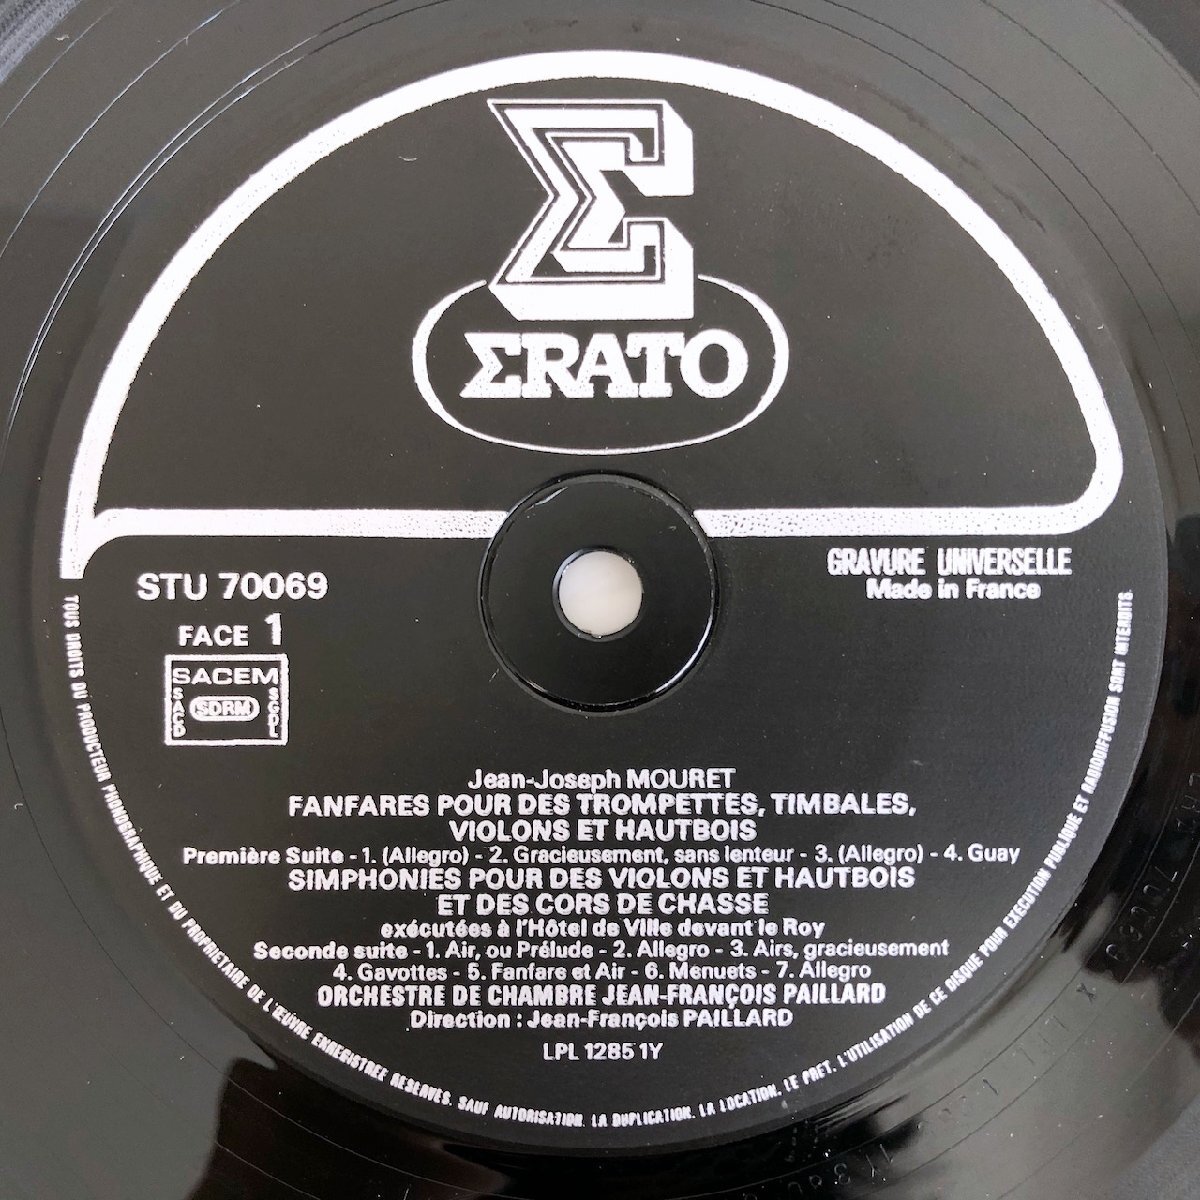 Σ
ΣRATO
GRAVURE UNIVERSELLE
Made in France
STU 70069
FACE 1
SACEM
SACD
SDRM
SGDL
Jean-Joseph MOURET
FANFARES POUR DES TROMPETTES, TIMBALES,
VIOLONS ET HAUTBOIS
Première Suite - 1. (Allegro) - 2. Gracieusement, sans lenteur - 3. (Allegro) - 4. Guay
SIMPHONIES POUR DES VIOLONS ET HAUTBOIS
ET DES CORS DE CHASSE
exécutées à l'Hôtel de Ville devant le Roy
Seconde suite - 1. Air, ou Prélude - 2. Allegro - 3. Airs, gracieusement
4. Gavottes - 5. Fanfare et Air - 6. Menuets - 7. Allegro
ORCHESTRE DE CHAMBRE JEAN-FRANÇOIS PAILLARD
Direction : Jean-François PAILLARD
LPL 12851Y
TOUS DROITS DU PRODUCTEUR PHONOGRAPHIQUE ET DU PROPRIETAIRE DE L'ŒUVRE ENREGISTREE RESERVES. SAUF AUTORISATION. LA DUPLICATION. LA LOCATION. LE PRET. L'UTILISATION DE CE DISQUE POUR EXECUTION PUBLIQUE ET RADIODIFFUSION SONT INTERDITS.